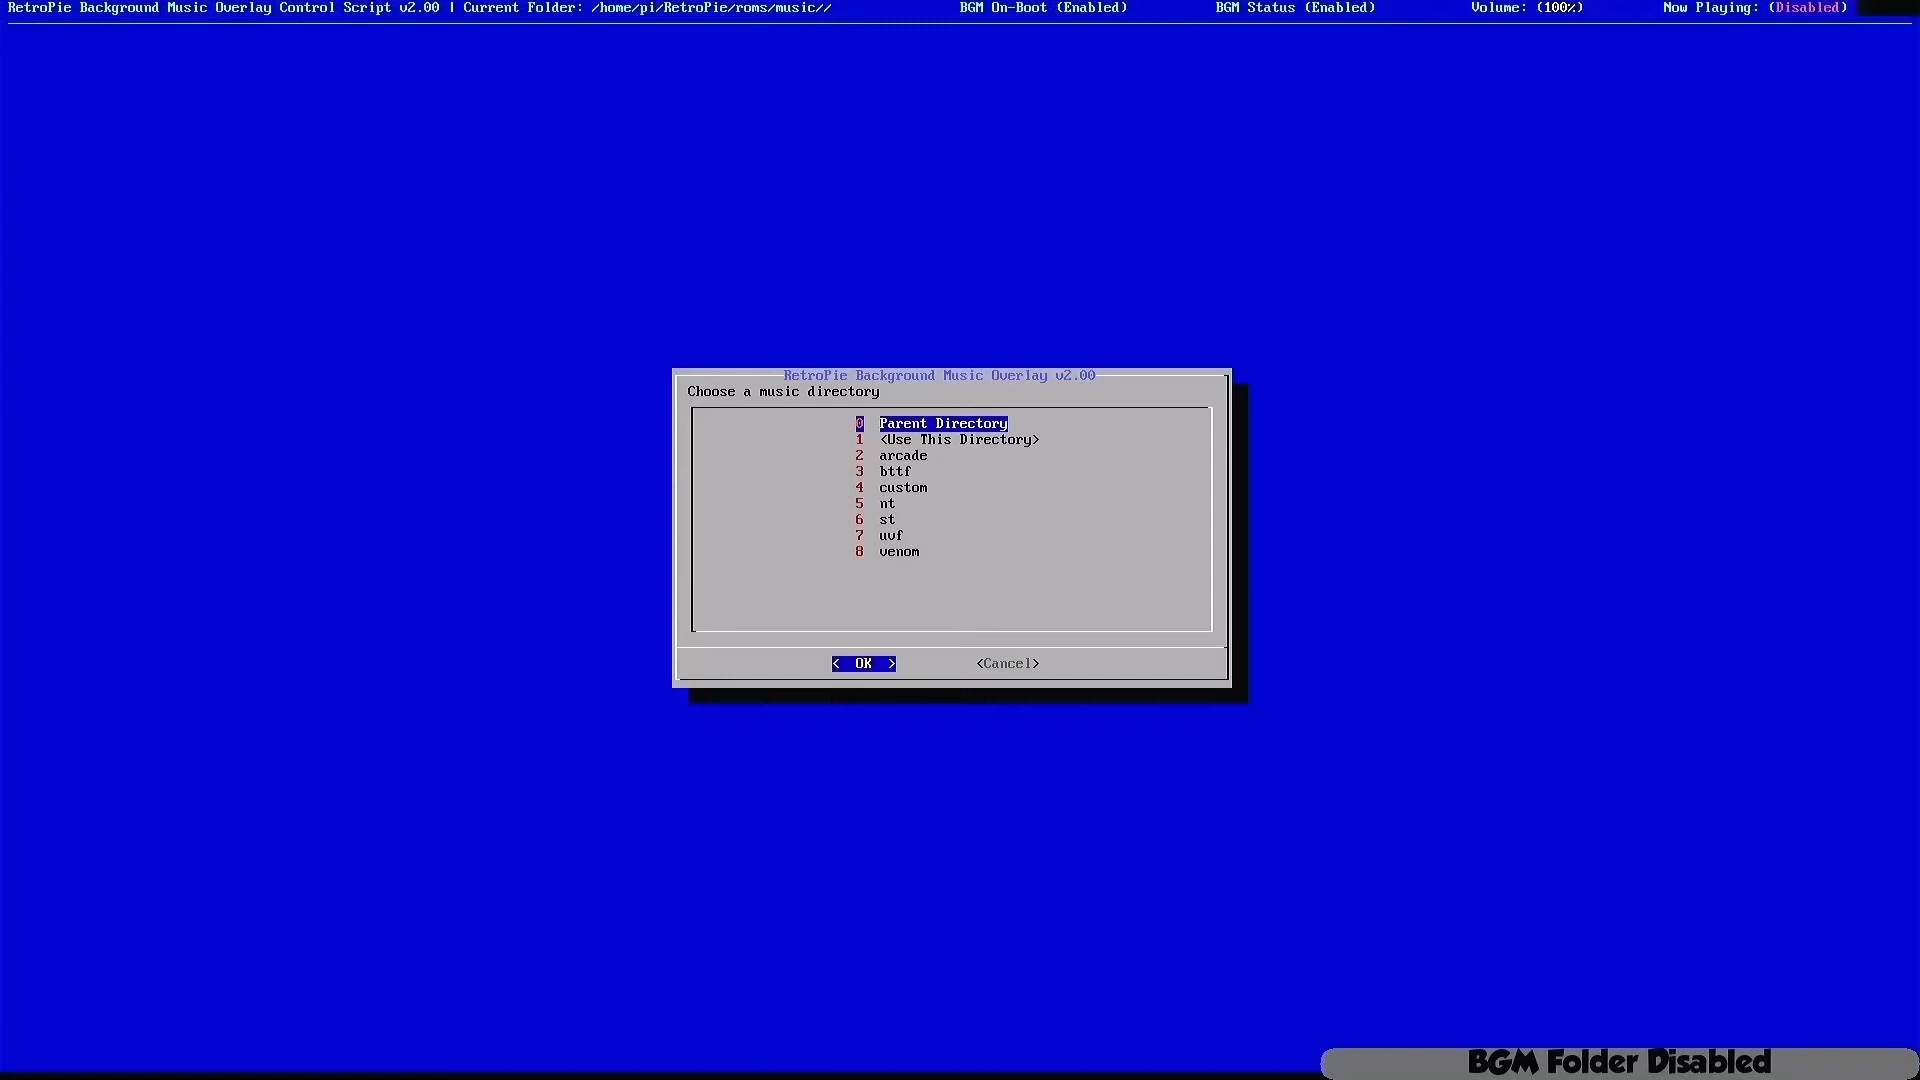 RetroPie Background Music Overlay Control Script v2.00 | Current Folder: /home/pi/RetroPie/roms/music// BGM On-Boot (Enabled) BGM Status (Enabled) Volume: (100%) Now Playing: (Disabled)
RetroPie Background Music Overlay v2.00
Choose a music directory
0 Parent Directory
1 <Use This Directory>
2 arcade
3 bttf
4 custom
5 nt
6 st
7 uvf
8 venom
< OK > <Cancel>
BGM Folder Disabled